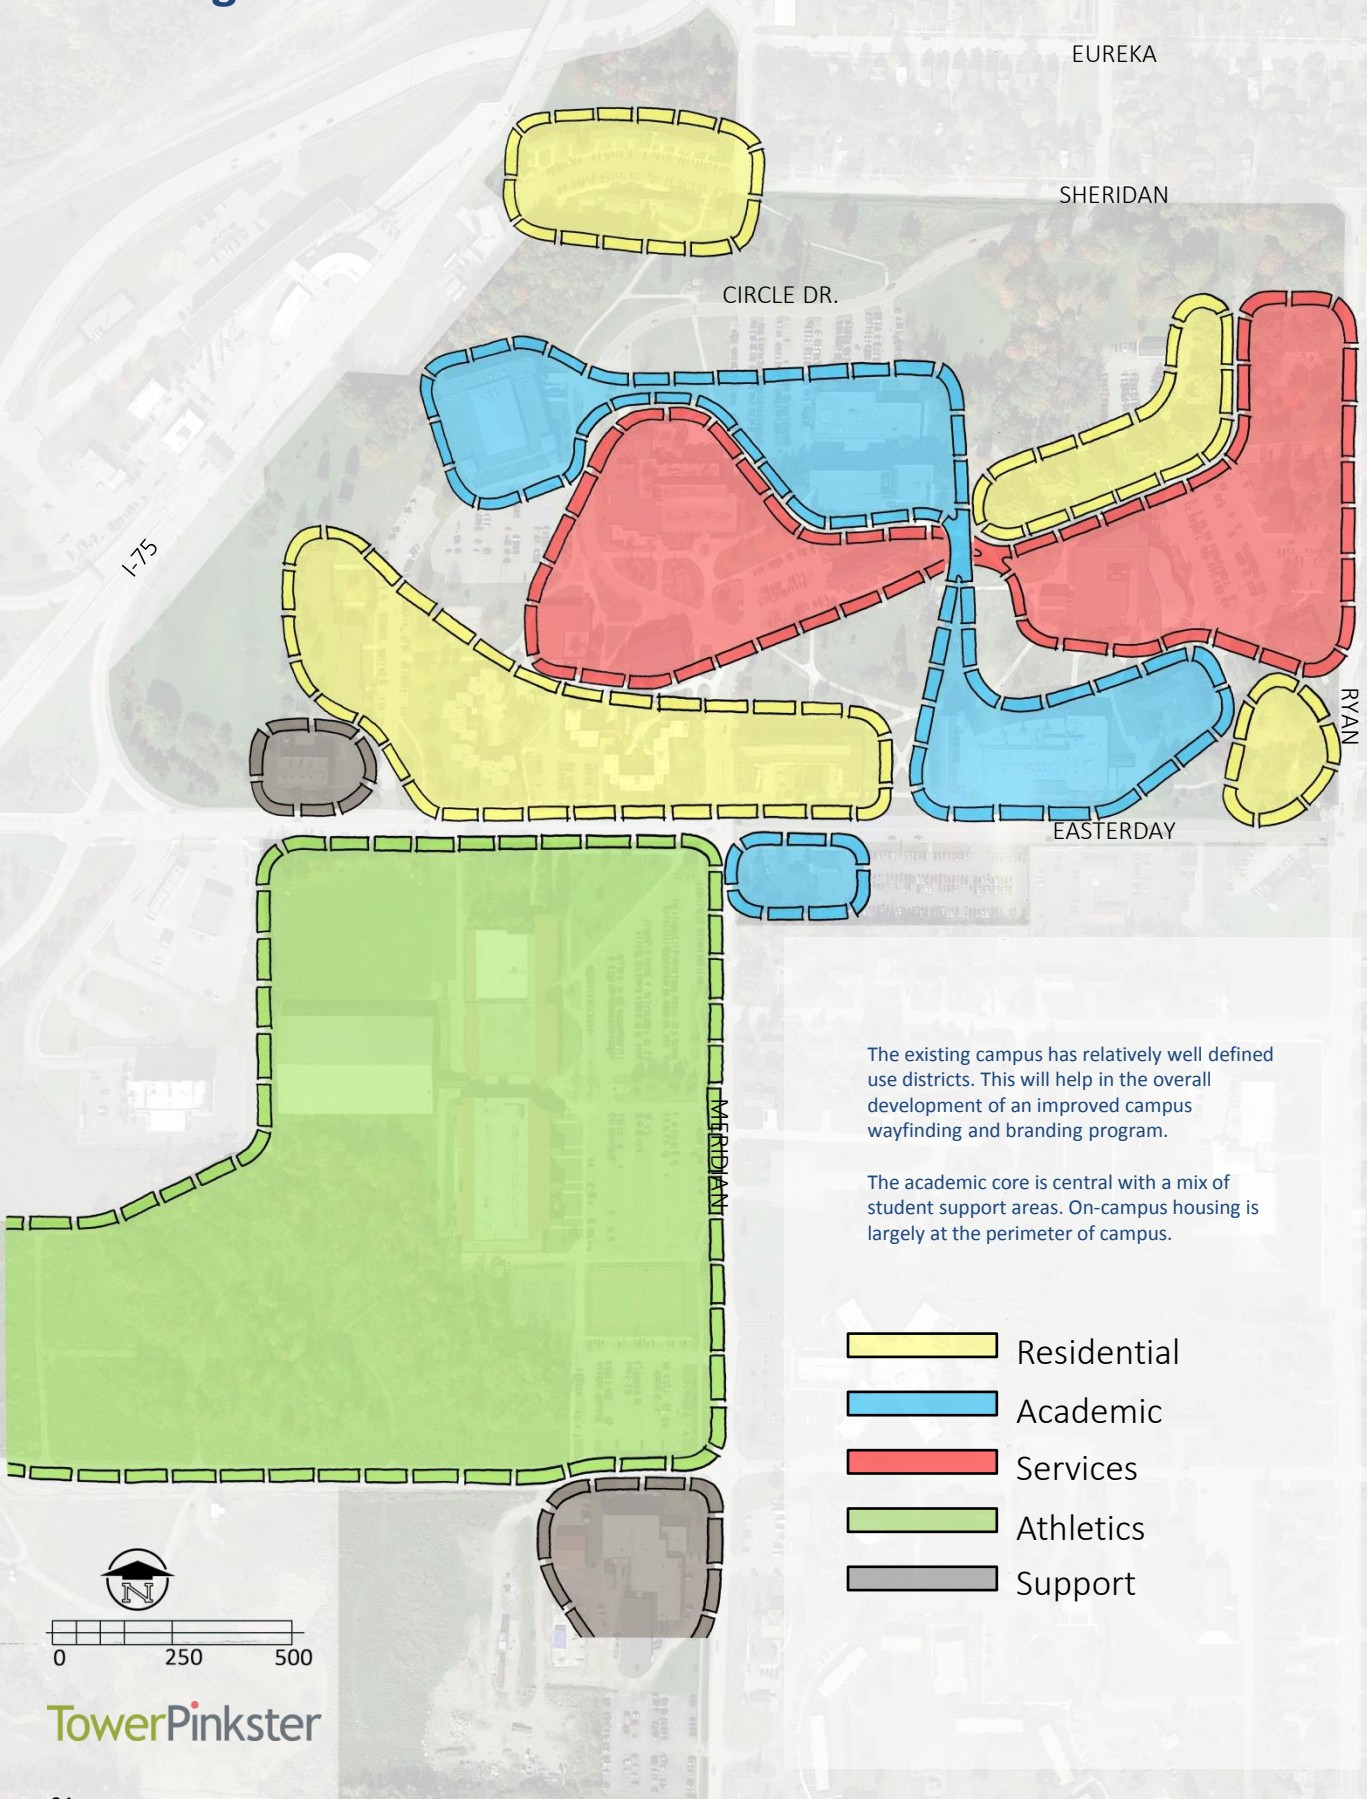 EUREKA
SHERIDAN
CIRCLE DR.
I-75
RYAN
EASTERDAY
MERIDIAN
The existing campus has relatively well defined
use districts. This will help in the overall
development of an improved campus
wayfinding and branding program.
The academic core is central with a mix of
student support areas. On-campus housing is
largely at the perimeter of campus.
Residential
Academic
Services
Athletics
Support
N
0 250 500
TowerPinkster